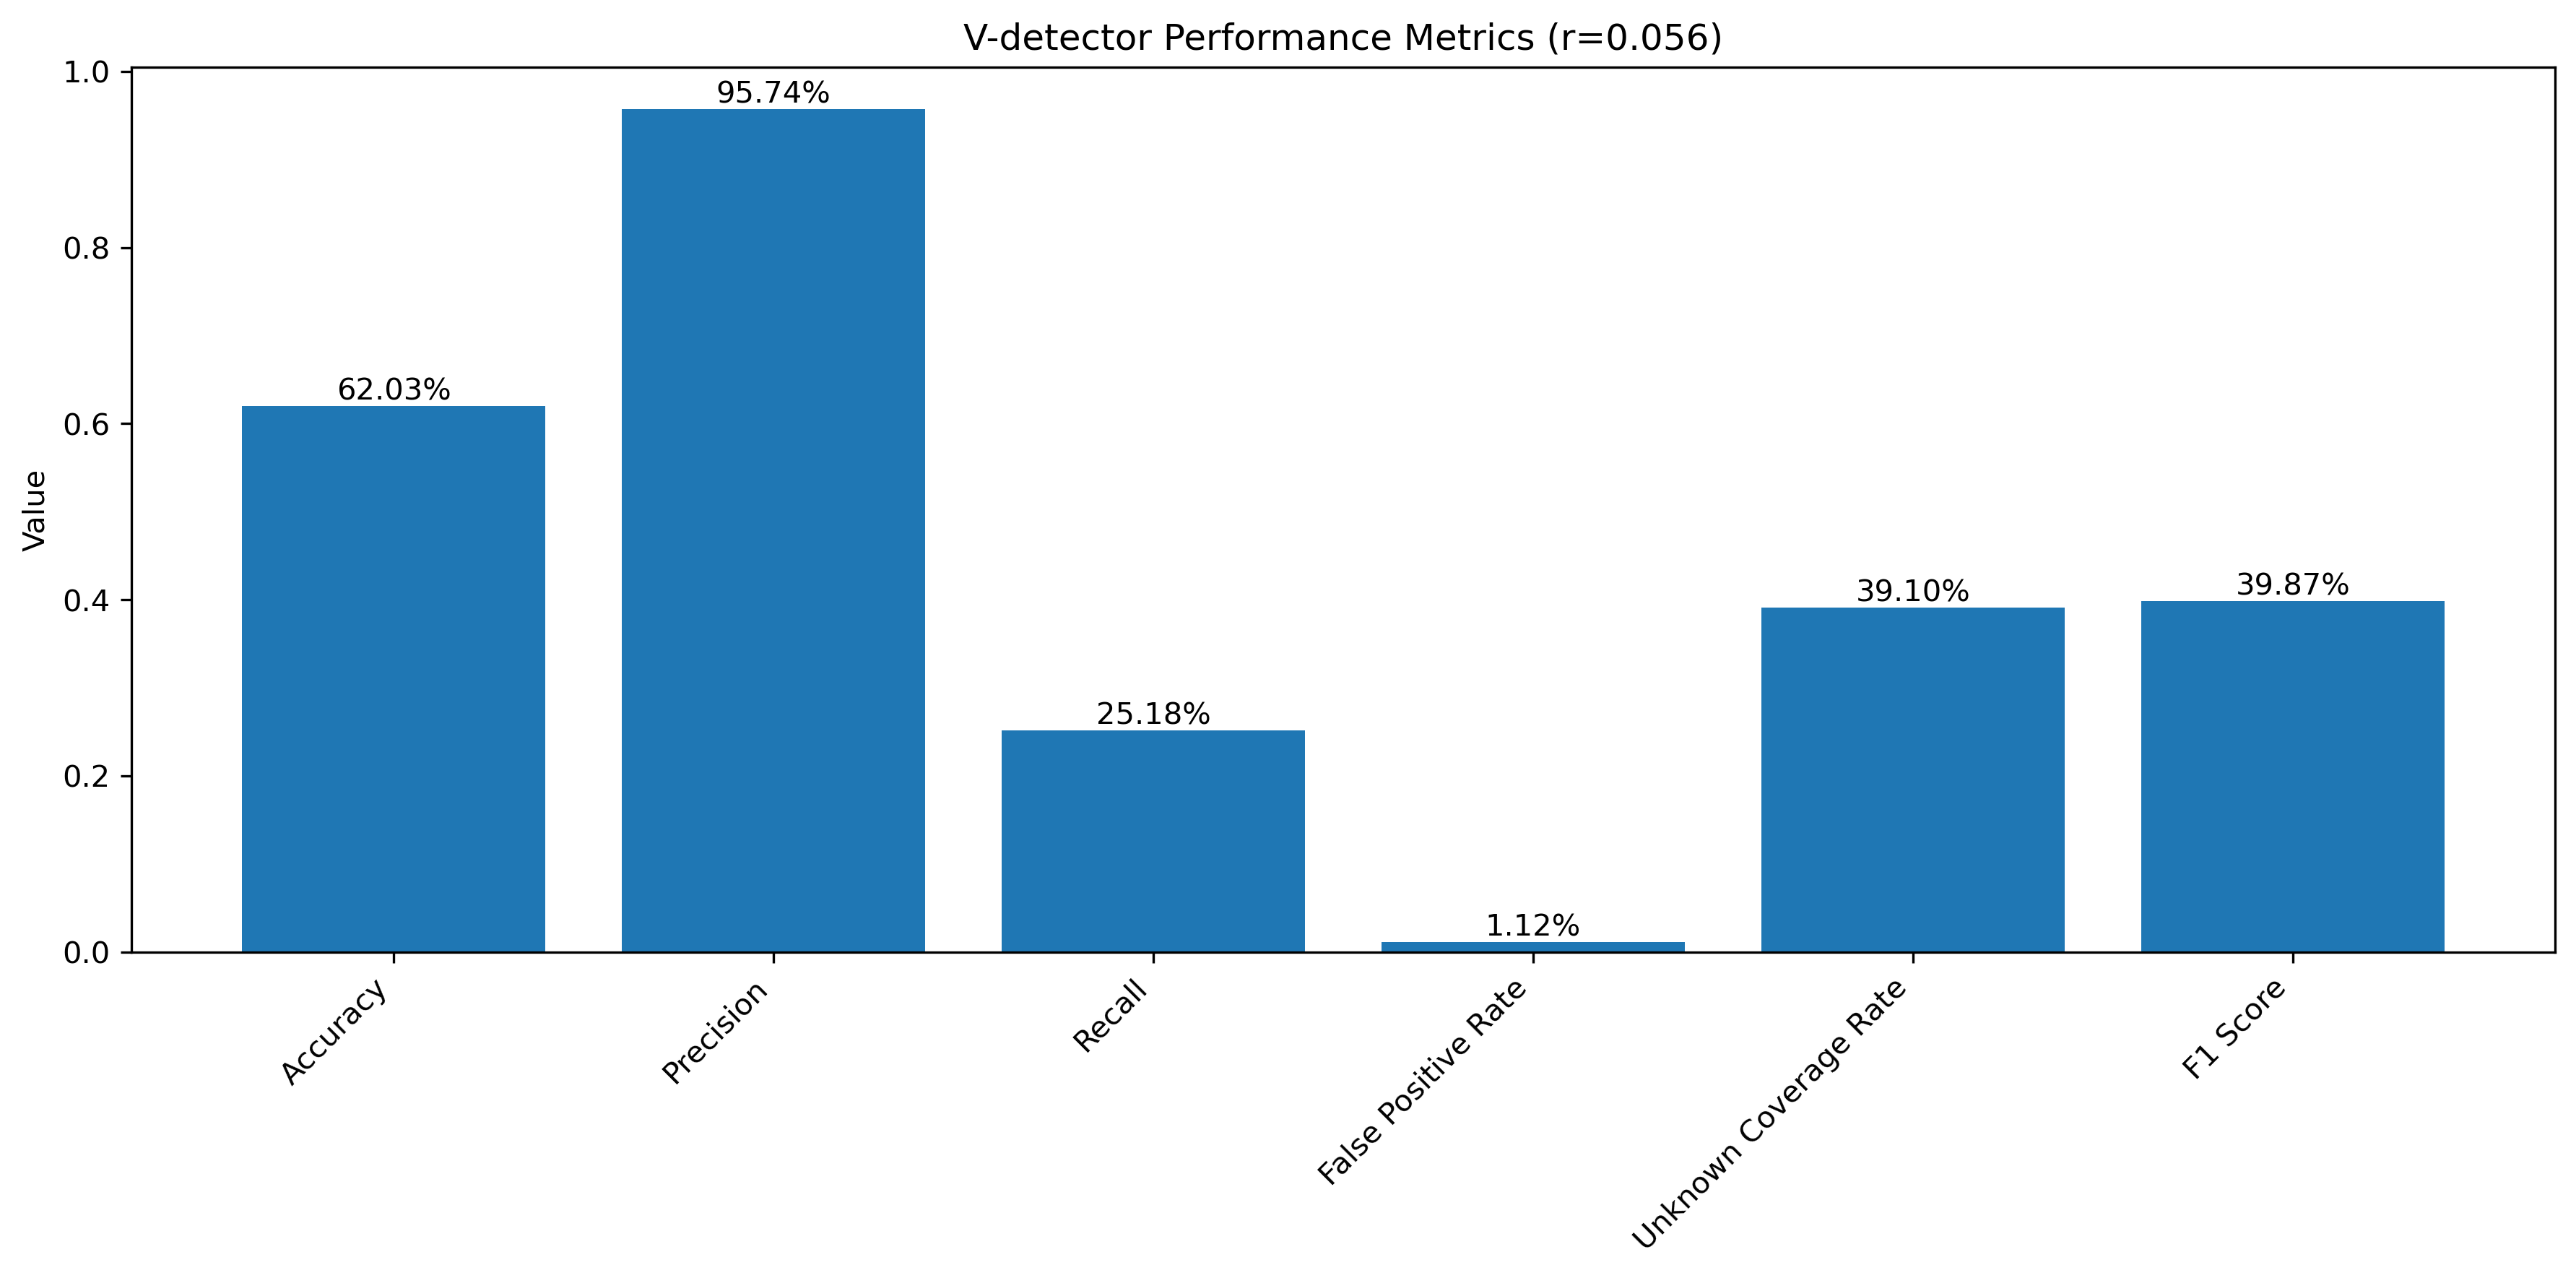 V-detector Performance Metrics (r=0.056)
1.0
0.8
0.6
0.4
0.2
0.0
Value
62.03%
95.74%
25.18%
1.12%
39.10%
39.87%
Accuracy
Precision
Recall
False Positive Rate
Unknown Coverage Rate
F1 Score